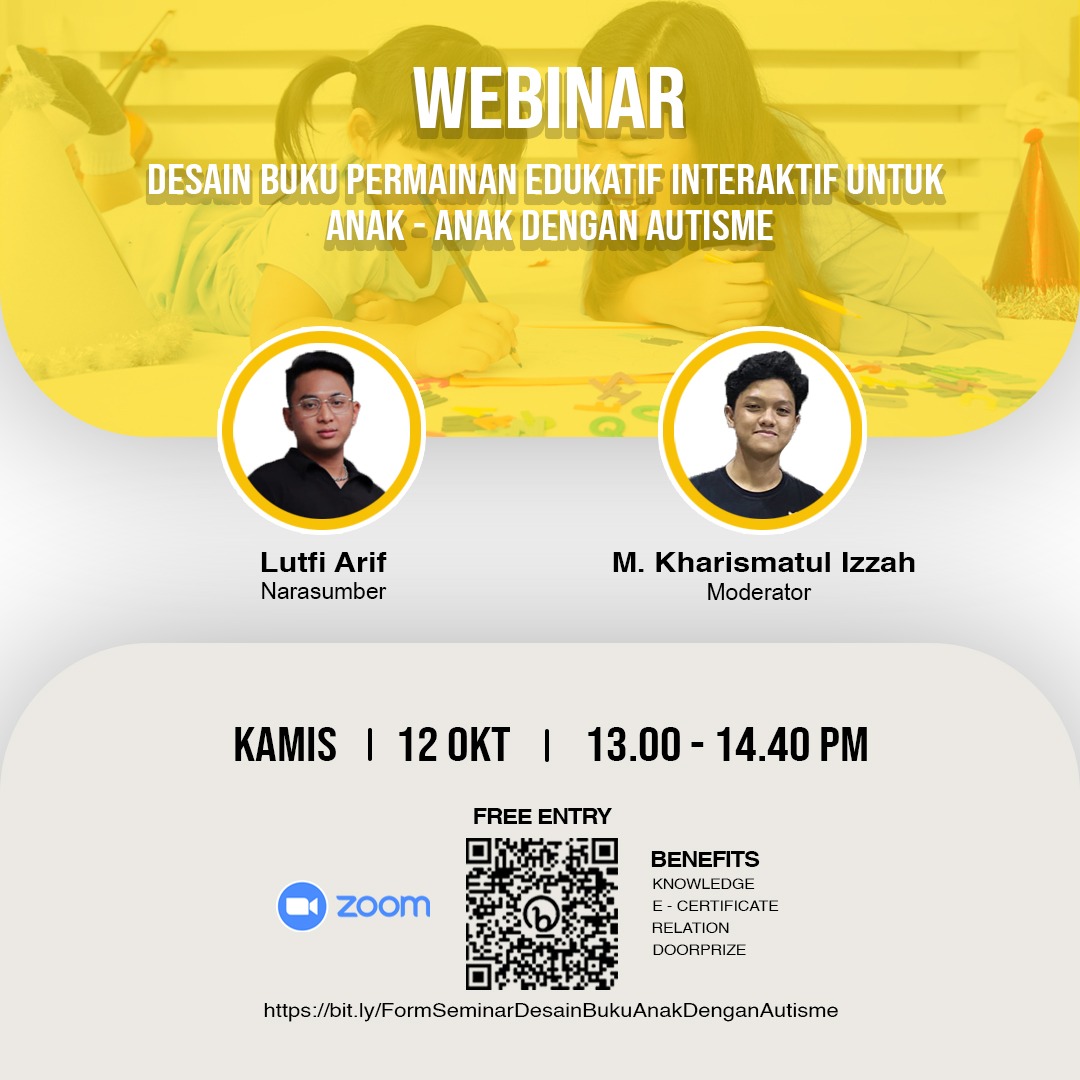 WEBINAR
DESAIN BUKU PERMAINAN EDUKATIF INTERAKTIF UNTUK
ANAK - ANAK DENGAN AUTISME
Lutfi Arif
Narasumber
M. Kharismatul Izzah
Moderator
KAMIS | 12 OKT | 13.00 - 14.40 PM
FREE ENTRY
zoom
BENEFITS
KNOWLEDGE
E - CERTIFICATE
RELATION
DOORPRIZE
https://bit.ly/FormSeminarDesainBukuAnakDenganAutisme